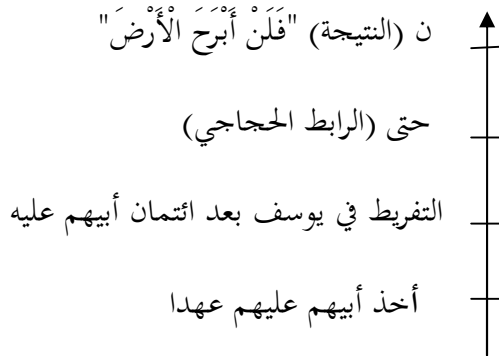 ن (النتيجة) "فَلَنْ أَبْرَحَ الْأَرْضَ"
حتى (الرابط الحجاجي)
التفريط في يوسف بعد ائتمان أبيهم عليه
أخذ أبيهم عليهم عهدا